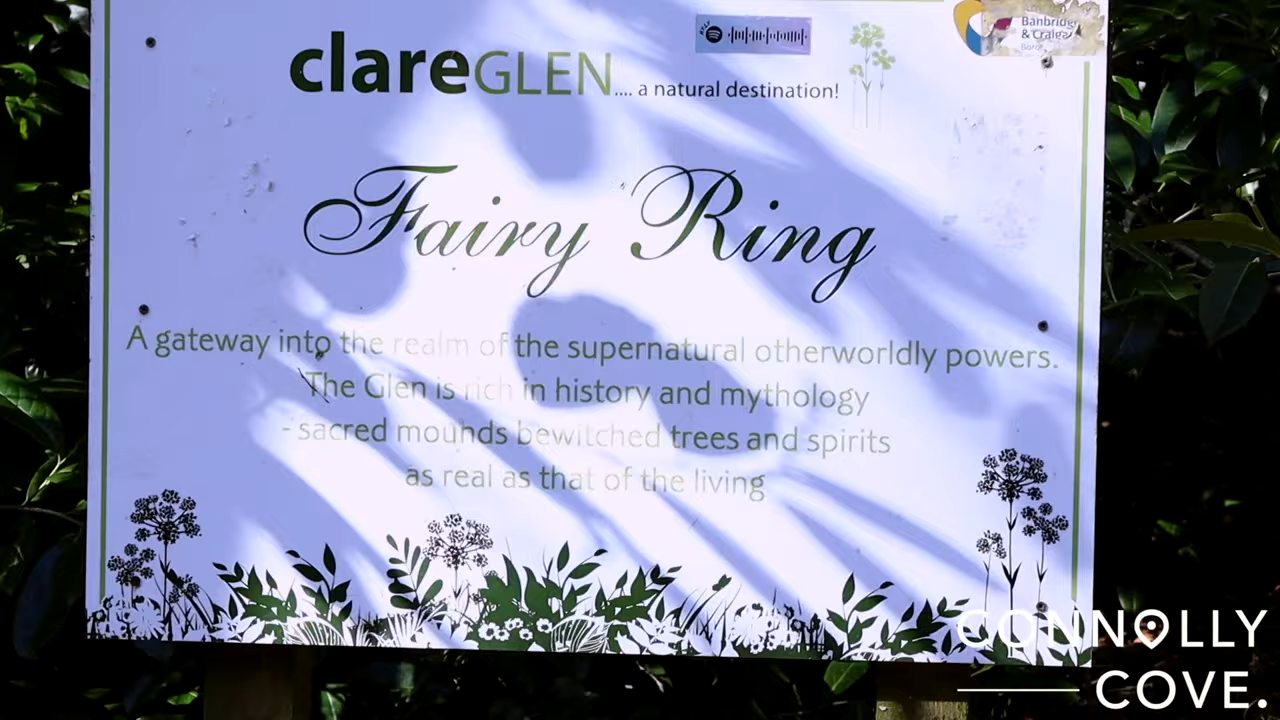 clareGLEN.... a natural destination!
Banbridge
& Craiga
Boro
Fairy Ring
A gateway into the realm of the supernatural otherworldly powers.
The Glen is rich in history and mythology
- sacred mounds bewitched trees and spirits
as real as that of the living
CONNOLLY
COVE.